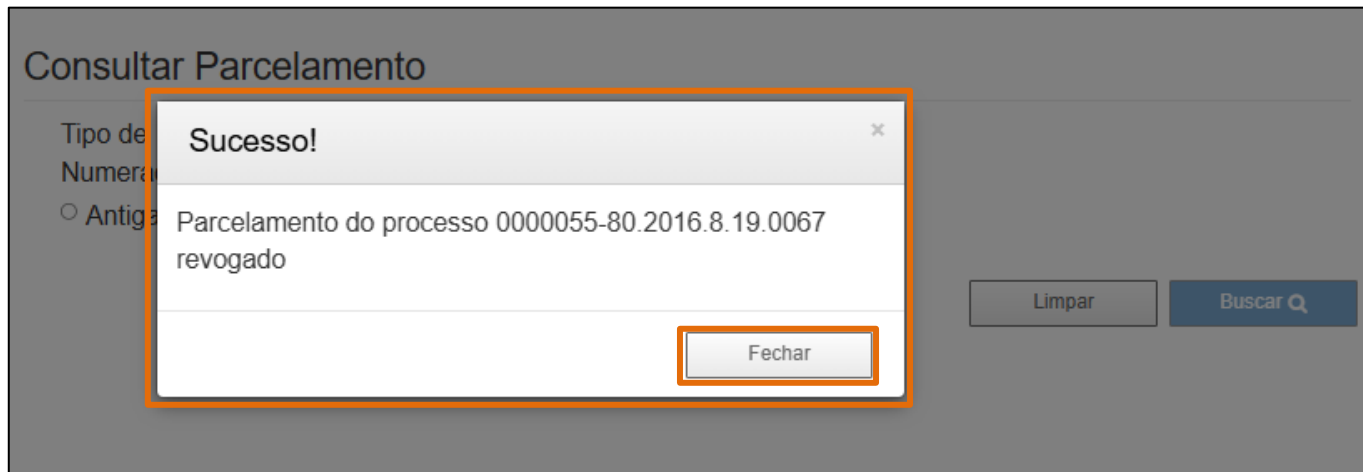 Consultar Parcelamento
Tipo de
Sucesso!
×
Antiga
Parcelamento do processo 0000055-80.2016.8.19.0067
revogado
Limpar
Buscar
Fechar